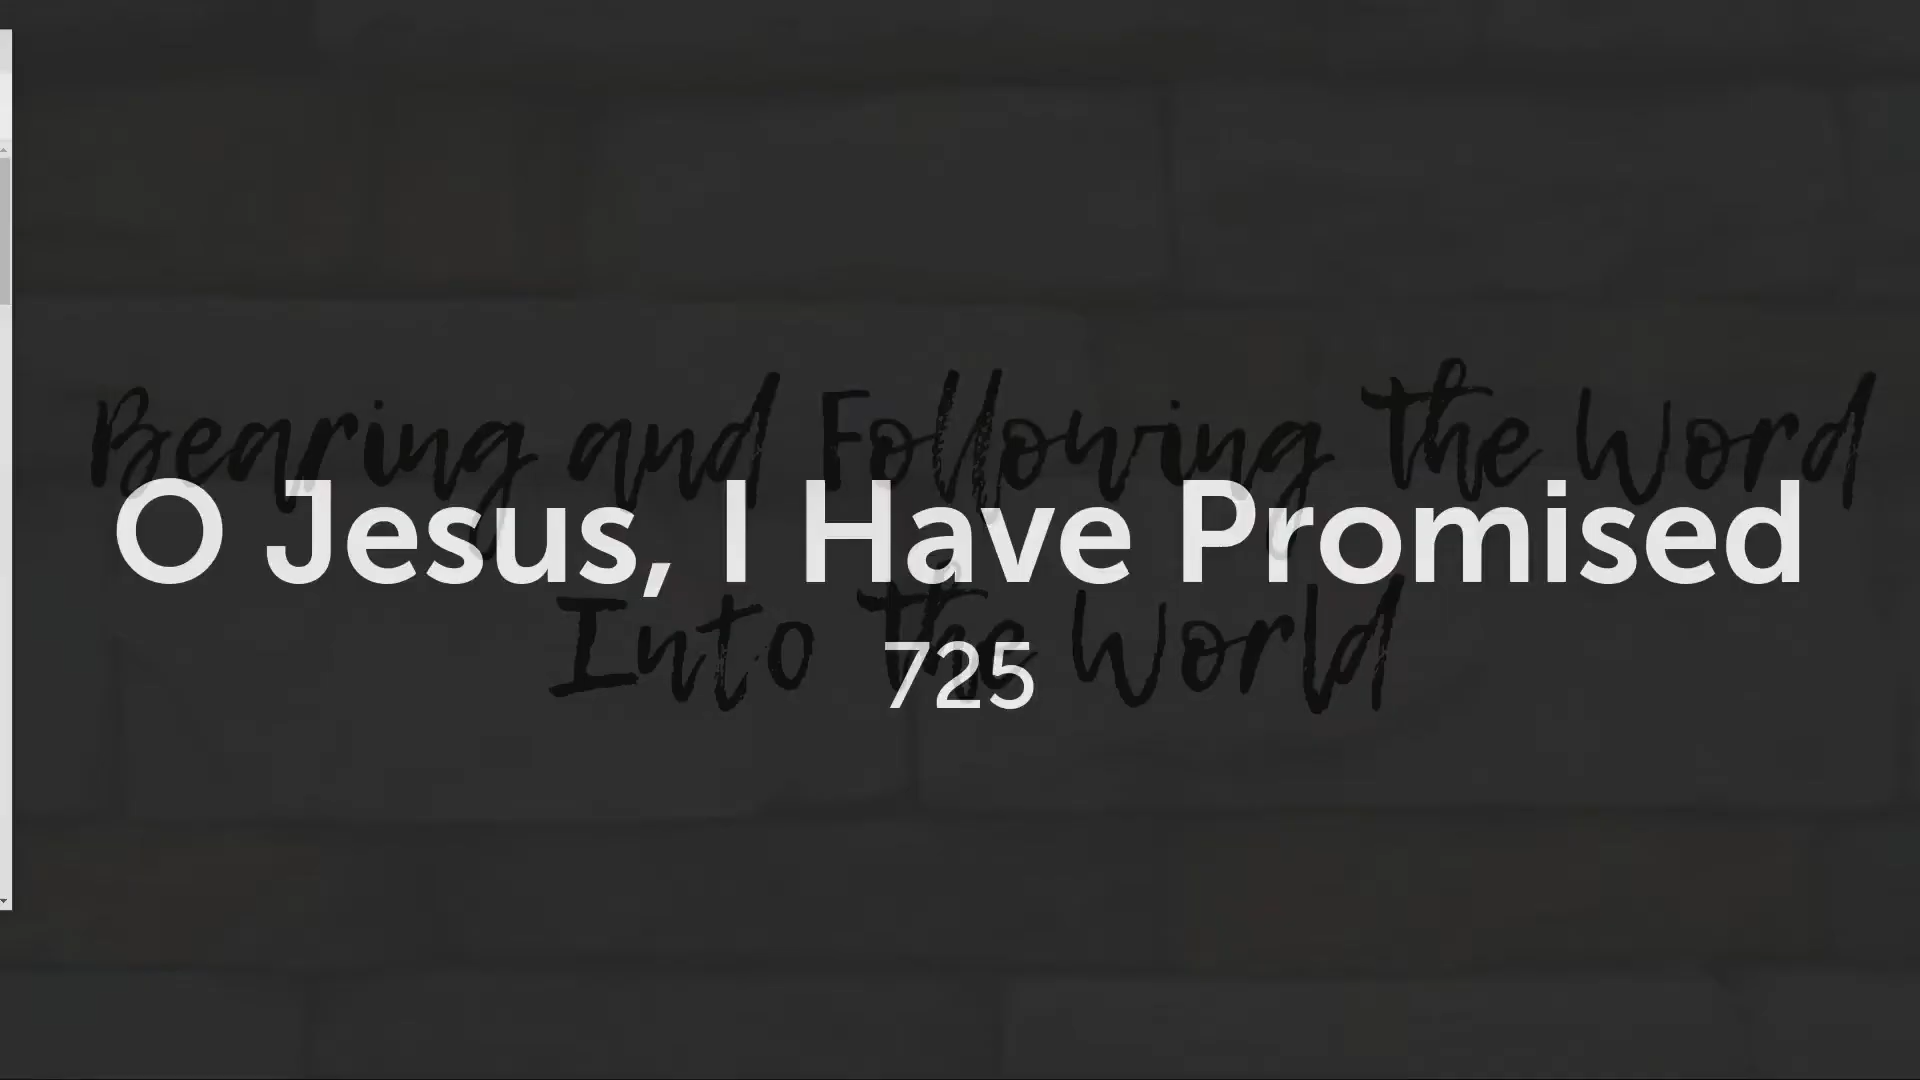 Bearing and Following the Word
O Jesus, I Have Promised
Into the World
725